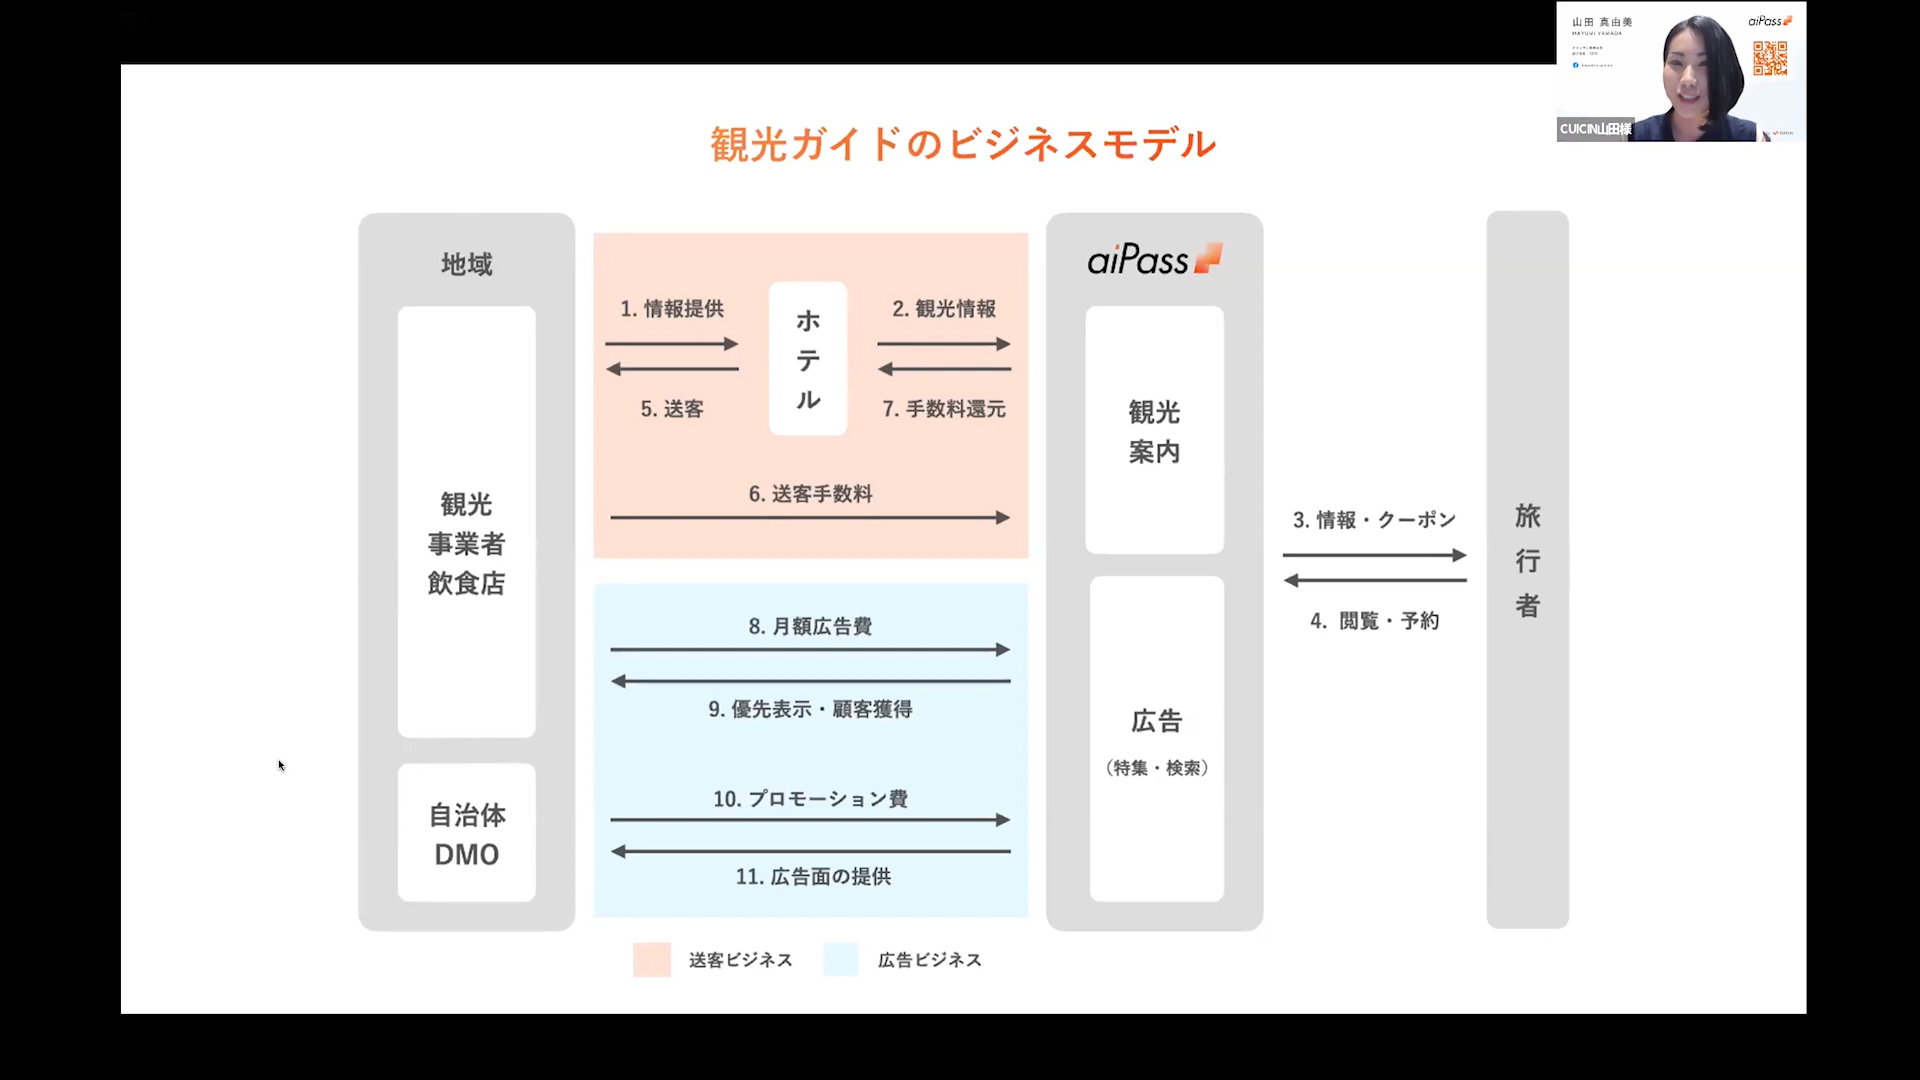 山田 真由美
MAYUMI YAMADA
aiPass
CUICIN山田様
観光ガイドのビジネスモデル
地域
観光
事業者
飲食店
自治体
DMO
1. 情報提供
ホテル
2. 観光情報
5. 送客
7. 手数料還元
6. 送客手数料
8. 月額広告費
9. 優先表示・顧客獲得
10. プロモーション費
11. 広告面の提供
aiPass
観光
案内
広告
（特集・検索）
3. 情報・クーポン
4. 閲覧・予約
旅行者
送客ビジネス
広告ビジネス